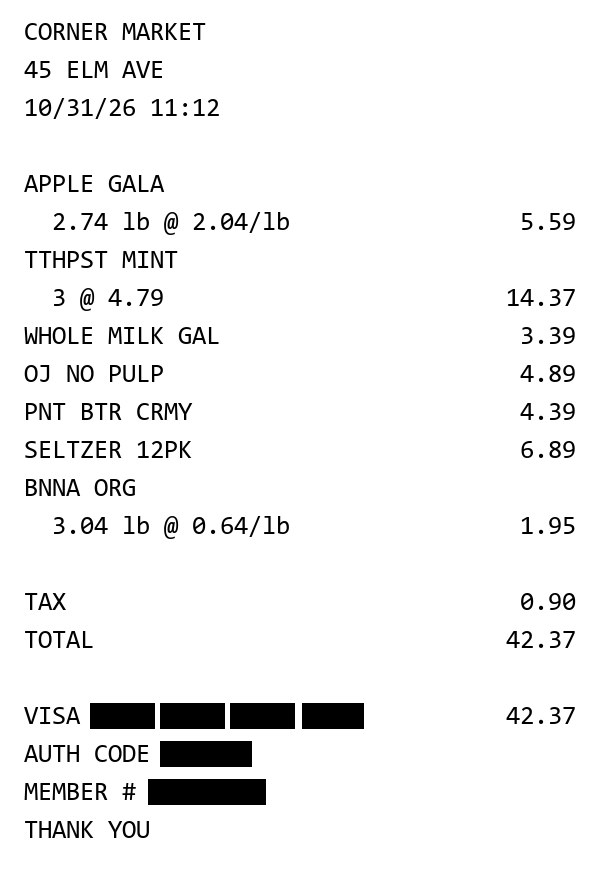 CORNER MARKET
45 ELM AVE
10/31/26 11:12
APPLE GALA
2.74 lb @ 2.04/lb 5.59
TTHPST MINT
3 @ 4.79 14.37
WHOLE MILK GAL 3.39
OJ NO PULP 4.89
PNT BTR CRMY 4.39
SELTZER 12PK 6.89
BNNA ORG
3.04 lb @ 0.64/lb 1.95
TAX 0.90
TOTAL 42.37
VISA 42.37
AUTH CODE
MEMBER #
THANK YOU